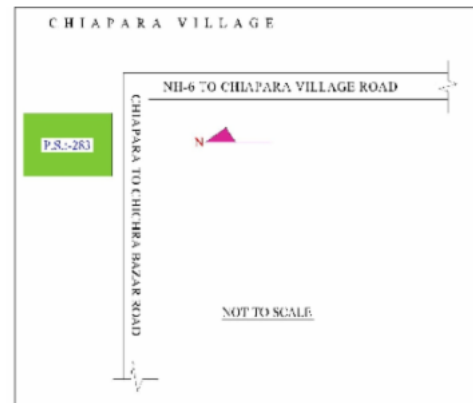 CHIAPARA VILLAGE
NH-6 TO CHIAPARA VILLAGE ROAD
CHIAPARA TO CHICHRA BAZAR ROAD
P.S.:-283
N
NOT TO SCALE